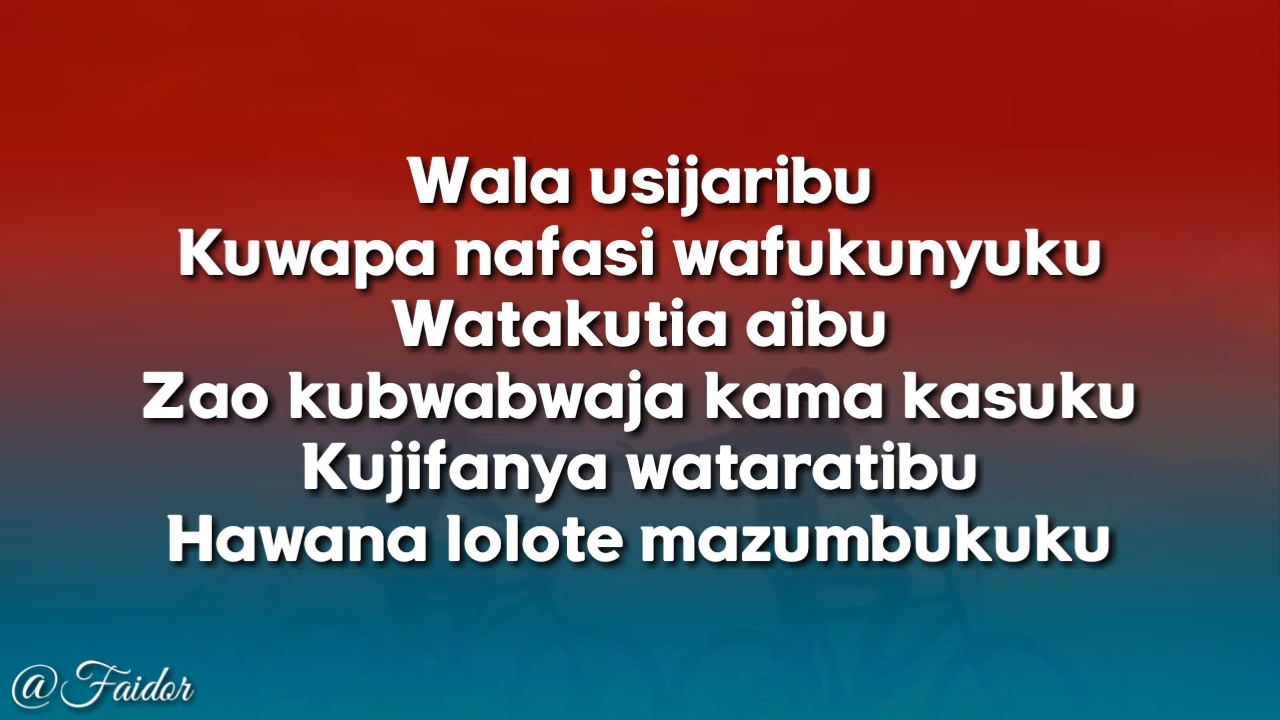 Wala usijaribu
Kuwapa nafasi wafukunyuku
Watakutia aibu
Zao kubwabwaja kama kasuku
Kujifanya wataratibu
Hawana lolote mazumbukuku
@Faidor